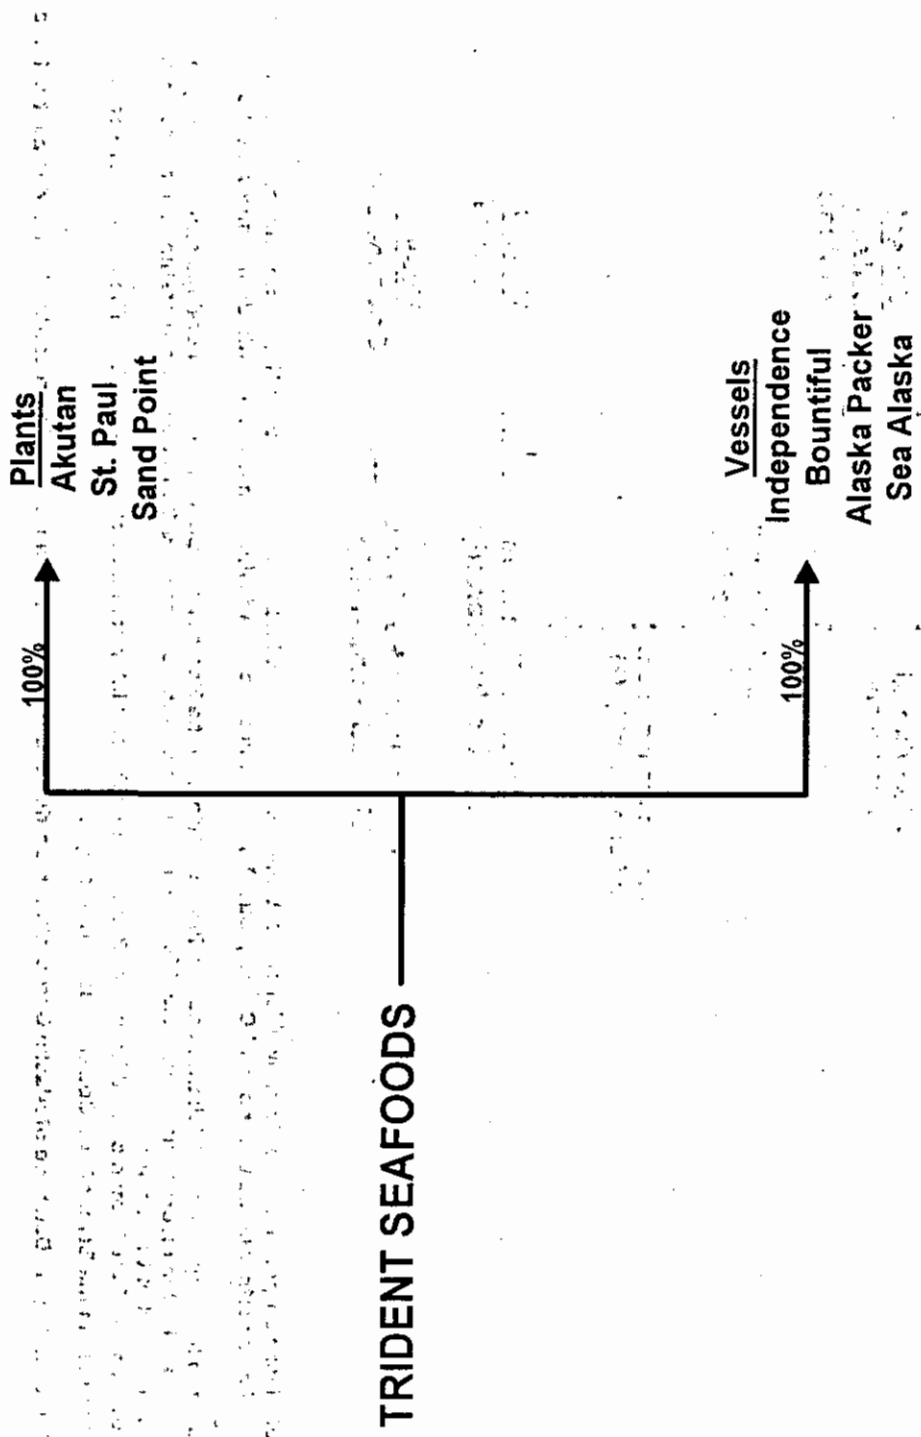 TRIDENT SEAFOODS
100%
Plants
Akutan
St. Paul
Sand Point
100%
Vessels
Independence
Bountiful
Alaska Packer
Sea Alaska